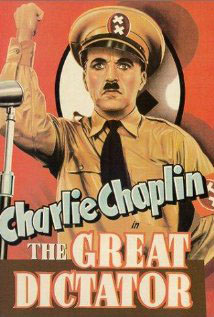 Charlie Chaplin
in
THE GREAT
DICTATOR